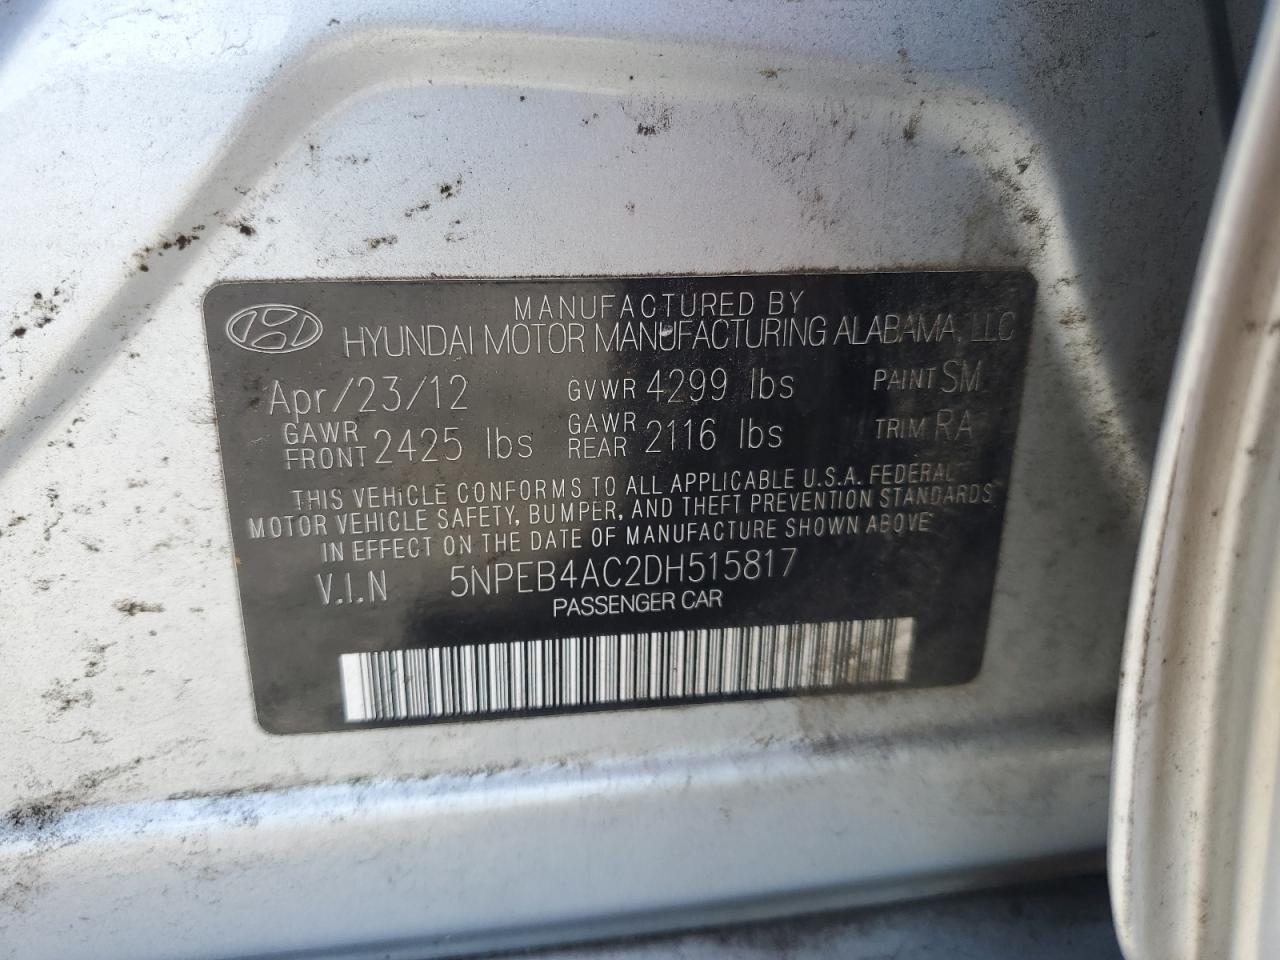 MANUFACTURED BY
HYUNDAI MOTOR MANUFACTURING ALABAMA, LLC
Apr/23/12 GVWR 4299 lbs PAINT SM
GAWR FRONT 2425 lbs GAWR REAR 2116 lbs TRIM RA
THIS VEHICLE CONFORMS TO ALL APPLICABLE U.S.A. FEDERAL
MOTOR VEHICLE SAFETY, BUMPER, AND THEFT PREVENTION STANDARDS
IN EFFECT ON THE DATE OF MANUFACTURE SHOWN ABOVE
V.I.N 5NPEB4AC2DH515817
PASSENGER CAR